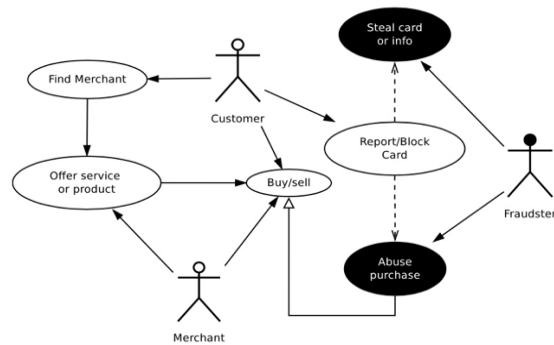 Steal card
or info
Find Merchant
Customer
Report/Block
Card
Offer service
or product
Buy/sell
Fraudster
Abuse
purchase
Merchant